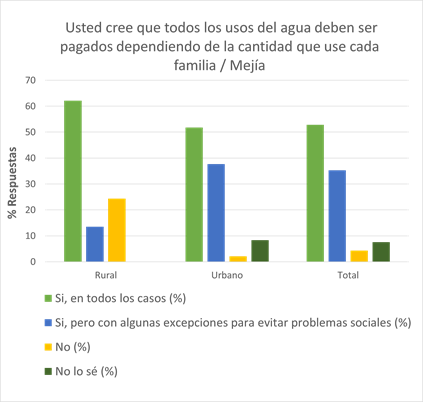 Usted cree que todos los usos del agua deben ser
pagados dependiendo de la cantidad que use cada
familia / Mejía
% Respuestas
70
60
50
40
30
20
10
0
Rural
Urbano
Total
Si, en todos los casos (%)
Si, pero con algunas excepciones para evitar problemas sociales (%)
No (%)
No lo sé (%)